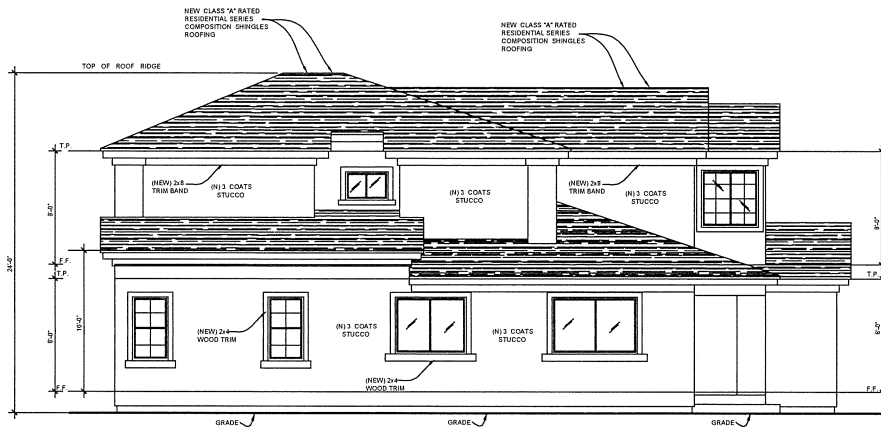 NEW CLASS "A" RATED
RESIDENTIAL SERIES
COMPOSITION SHINGLES
ROOFING
NEW CLASS "A" RATED
RESIDENTIAL SERIES
COMPOSITION SHINGLES
ROOFING
TOP OF ROOF RIDGE
T.P.
(NEW) 2x8
TRIM BAND
(N) 3 COATS
STUCCO
(N) 3 COATS
STUCCO
(NEW) 2x8
TRIM BAND
(N) 3 COATS
STUCCO
8'-0"
8'-0"
24'-0"
F.F.
T.P.
T.P.
8'-0"
10'-0"
8'-0"
(NEW) 2x4
WOOD TRIM
(N) 3 COATS
STUCCO
(N) 3 COATS
STUCCO
(NEW) 2x4
WOOD TRIM
F.F.
F.F.
GRADE
GRADE
GRADE